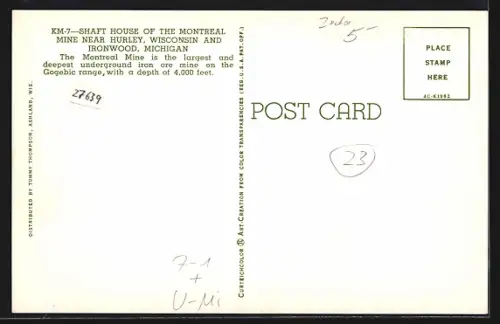 KM-7—SHAFT HOUSE OF THE MONTREAL
MINE NEAR HURLEY, WISCONSIN AND
IRONWOOD, MICHIGAN
The Montreal Mine is the largest and
deepest underground iron ore mine on the
Gogebic range, with a depth of 4,000 feet.
27639
DISTRIBUTED BY TOMMY THOMPSON, ASHLAND, WIS.
7-1
+
U-Mi
CURTEICHCOLOR ® ART-CREATION FROM COLOR TRANSPARENCIES (REG. U.S.A. PAT. OFF.)
POST CARD
5-
23
PLACE
STAMP
HERE